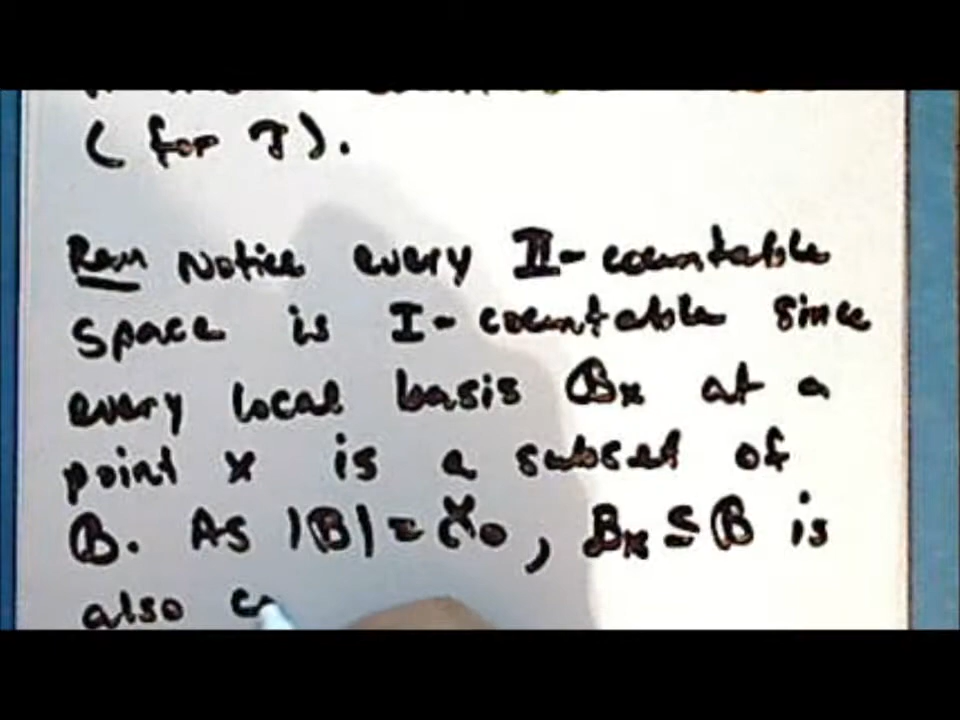 ( for τ).
Rem Notice every II-countable
space is I-countable since
every local basis Bx at a
point x is a subset of
B. As |B| = ℵ₀, Bx ⊆ B is
also co